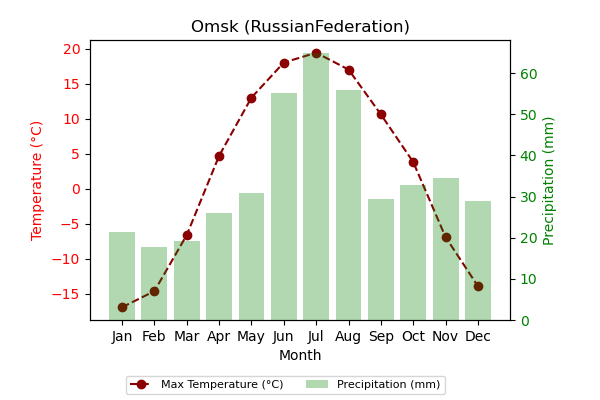 Omsk (RussianFederation)
Temperature (°C)
20
15
10
5
0
−5
−10
−15
60
50
40
30
20
10
0
Precipitation (mm)
Jan Feb Mar Apr May Jun Jul Aug Sep Oct Nov Dec
Month
Max Temperature (°C) Precipitation (mm)